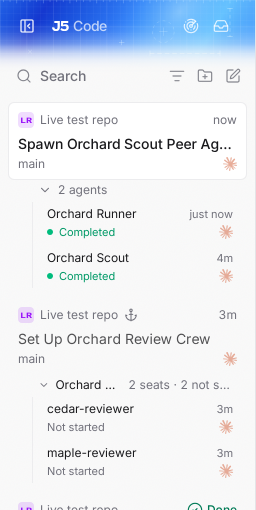 J5 Code
Search
LR Live test repo now
Spawn Orchard Scout Peer Ag...
main
2 agents
Orchard Runner just now
Completed
Orchard Scout 4m
Completed
LR Live test repo 3m
Set Up Orchard Review Crew
main
Orchard ... 2 seats · 2 not s...
cedar-reviewer 3m
Not started
maple-reviewer 3m
Not started
LR Live test repo Done